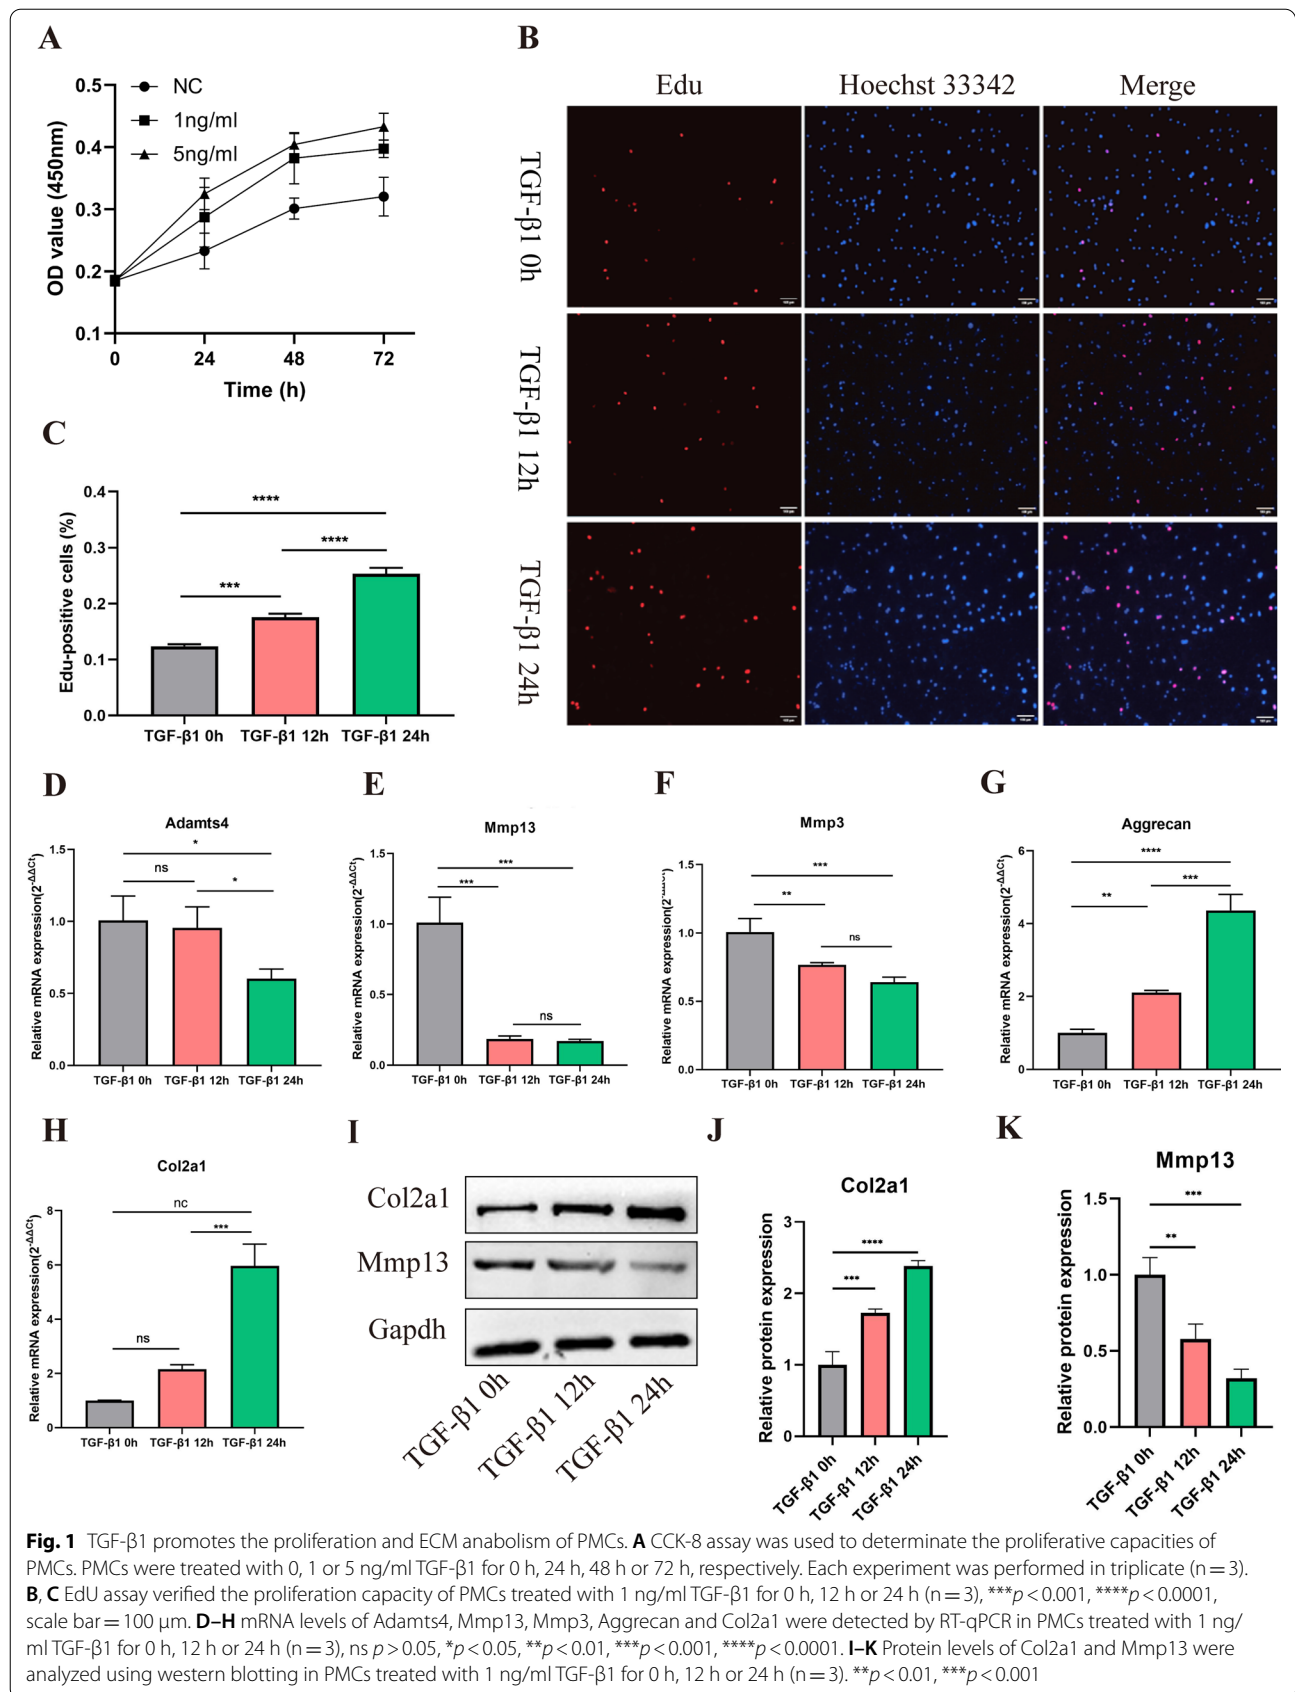 A
NC
1ng/ml
5ng/ml
0.5
0.4
0.3
0.2
0.1
OD value (450nm)
0 24 48 72
Time (h)
B
Edu Hoechst 33342 Merge
TGF-β1 0h
TGF-β1 12h
TGF-β1 24h
C
Edu-positive cells (%)
0.4
0.3
0.2
0.1
0.0
****
****
***
TGF-β1 0h TGF-β1 12h TGF-β1 24h
D
Adamts4
Relative mRNA expression(2-ΔΔCt)
1.5
1.0
0.5
0.0
*
ns
*
TGF-β1 0h TGF-β1 12h TGF-β1 24h
E
Mmp13
Relative mRNA expression(2-ΔΔCt)
1.5
1.0
0.5
0.0
***
***
ns
TGF-β1 0h TGF-β1 12h TGF-β1 24h
F
Mmp3
Relative mRNA expression(2-ΔΔCt)
1.5
1.0
0.5
0.0
***
**
ns
TGF-β1 0h TGF-β1 12h TGF-β1 24h
G
Aggrecan
Relative mRNA expression(2-ΔΔCt)
6
4
2
0
****
***
**
TGF-β1 0h TGF-β1 12h TGF-β1 24h
H
Col2a1
Relative mRNA expression(2-ΔΔCt)
8
6
4
2
0
nc
***
ns
TGF-β1 0h TGF-β1 12h TGF-β1 24h
I
Col2a1
Mmp13
Gapdh
TGF-β1 0h
TGF-β1 12h
TGF-β1 24h
J
Col2a1
Relative protein expression
3
2
1
0
****
***
TGF-β1 0h
TGF-β1 12h
TGF-β1 24h
K
Mmp13
Relative protein expression
1.5
1.0
0.5
0.0
***
**
TGF-β1 0h
TGF-β1 12h
TGF-β1 24h
Fig. 1 TGF-β1 promotes the proliferation and ECM anabolism of PMCs. A CCK-8 assay was used to determinate the proliferative capacities of
PMCs. PMCs were treated with 0, 1 or 5 ng/ml TGF-β1 for 0 h, 24 h, 48 h or 72 h, respectively. Each experiment was performed in triplicate (n = 3).
B, C EdU assay verified the proliferation capacity of PMCs treated with 1 ng/ml TGF-β1 for 0 h, 12 h or 24 h (n = 3), ***p < 0.001, ****p < 0.0001,
scale bar = 100 μm. D–H mRNA levels of Adamts4, Mmp13, Mmp3, Aggrecan and Col2a1 were detected by RT-qPCR in PMCs treated with 1 ng/
ml TGF-β1 for 0 h, 12 h or 24 h (n = 3), ns p > 0.05, *p < 0.05, **p < 0.01, ***p < 0.001, ****p < 0.0001. I–K Protein levels of Col2a1 and Mmp13 were
analyzed using western blotting in PMCs treated with 1 ng/ml TGF-β1 for 0 h, 12 h or 24 h (n = 3). **p < 0.01, ***p < 0.001